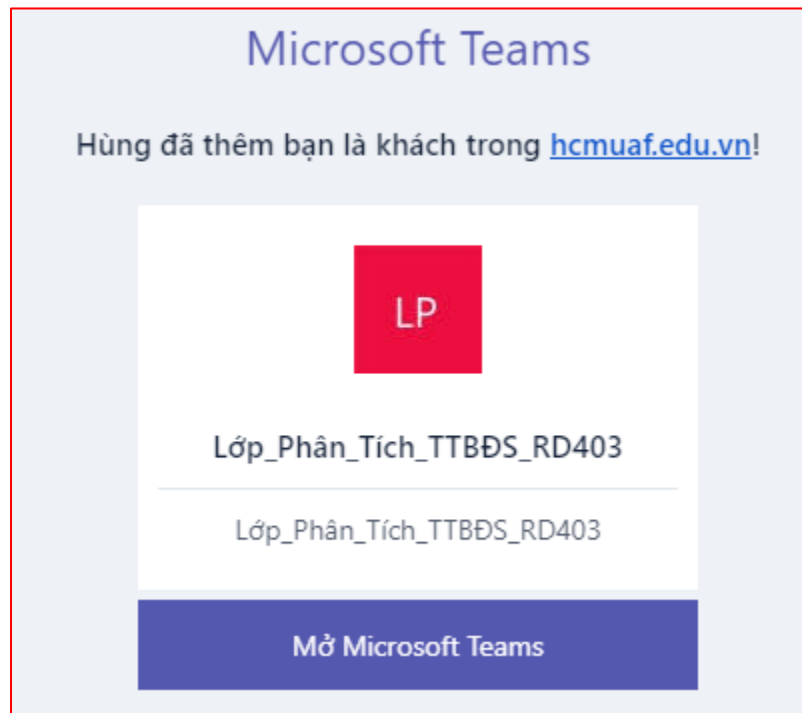 Microsoft Teams
Hùng đã thêm bạn là khách trong hcmuaf.edu.vn!
LP
Lớp_Phân_Tích_TTBĐS_RD403
Lớp_Phân_Tích_TTBĐS_RD403
Mở Microsoft Teams